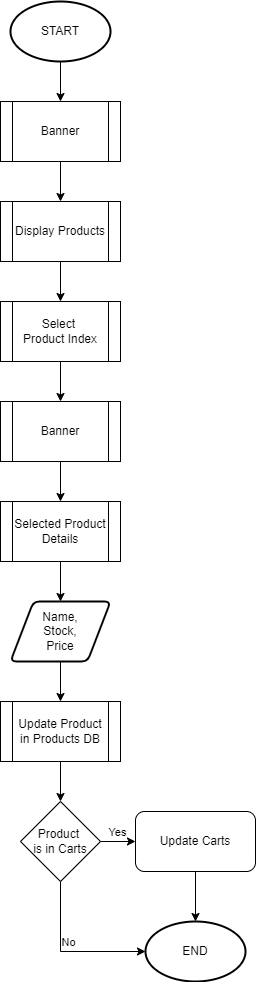 START
Banner
Display Products
Select
Product Index
Banner
Selected Product
Details
Name,
Stock,
Price
Update Product
in Products DB
Product
is in Carts
Yes
Update Carts
No
END